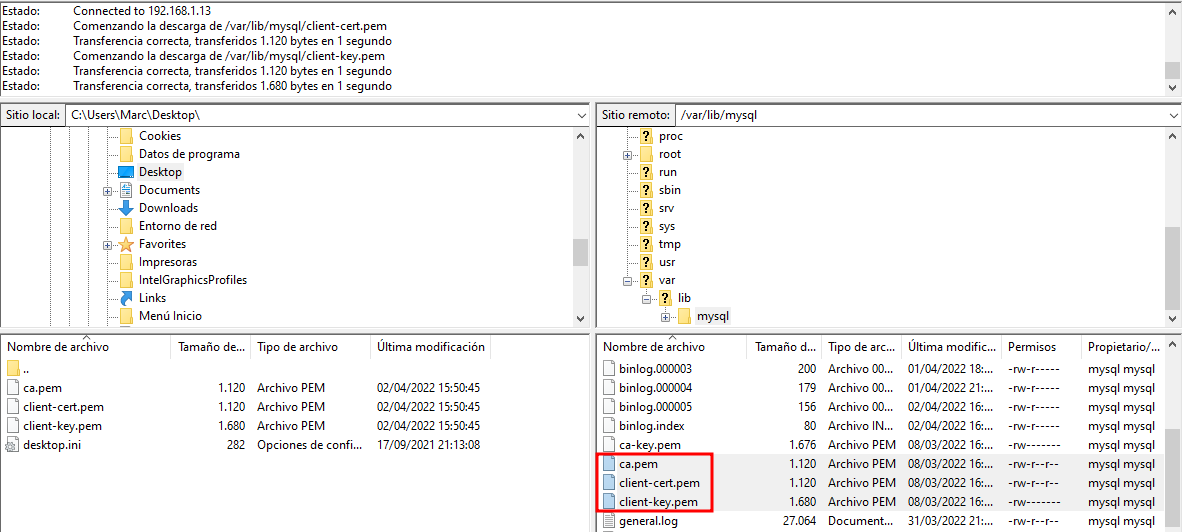 Estado: Connected to 192.168.1.13
Estado: Comenzando la descarga de /var/lib/mysql/client-cert.pem
Estado: Transferencia correcta, transferidos 1.120 bytes en 1 segundo
Estado: Comenzando la descarga de /var/lib/mysql/client-key.pem
Estado: Transferencia correcta, transferidos 1.120 bytes en 1 segundo
Estado: Transferencia correcta, transferidos 1.680 bytes en 1 segundo
Sitio local: C:\Users\Marc\Desktop\
Cookies
Datos de programa
Desktop
Documents
Downloads
Entorno de red
Favorites
Impresoras
IntelGraphicsProfiles
Links
Menú Inicio
Sitio remoto: /var/lib/mysql
proc
root
run
sbin
srv
sys
tmp
usr
var
lib
mysql
Nombre de archivo Tamaño de... Tipo de archivo Última modificación
..
ca.pem 1.120 Archivo PEM 02/04/2022 15:50:45
client-cert.pem 1.120 Archivo PEM 02/04/2022 15:50:45
client-key.pem 1.680 Archivo PEM 02/04/2022 15:50:45
desktop.ini 282 Opciones de confi... 17/09/2021 21:13:08
Nombre de archivo Tamaño d... Tipo de arc... Última modific... Permisos Propietario/...
binlog.000003 200 Archivo 00... 01/04/2022 18:... -rw-r----- mysql mysql
binlog.000004 179 Archivo 00... 01/04/2022 21:... -rw-r----- mysql mysql
binlog.000005 156 Archivo 00... 02/04/2022 16:... -rw-r----- mysql mysql
binlog.index 80 Archivo IN... 02/04/2022 16:... -rw-r----- mysql mysql
ca-key.pem 1.676 Archivo PEM 08/03/2022 16:... -rw------- mysql mysql
ca.pem 1.120 Archivo PEM 08/03/2022 16:... -rw-r--r-- mysql mysql
client-cert.pem 1.120 Archivo PEM 08/03/2022 16:... -rw-r--r-- mysql mysql
client-key.pem 1.680 Archivo PEM 08/03/2022 16:... -rw------- mysql mysql
general.log 27.064 Document... 31/03/2022 21:... -rw-r----- mysql mysql